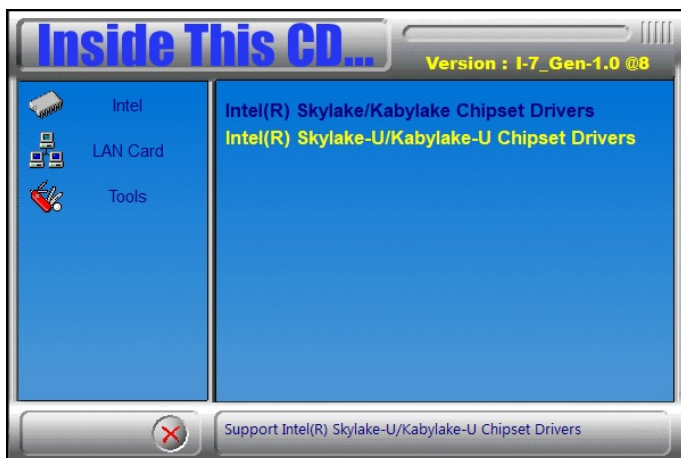 Inside This CD...
Version : I-7_Gen-1.0 @8
Intel
LAN Card
Tools
Intel(R) Skylake/Kabylake Chipset Drivers
Intel(R) Skylake-U/Kabylake-U Chipset Drivers
Support Intel(R) Skylake-U/Kabylake-U Chipset Drivers